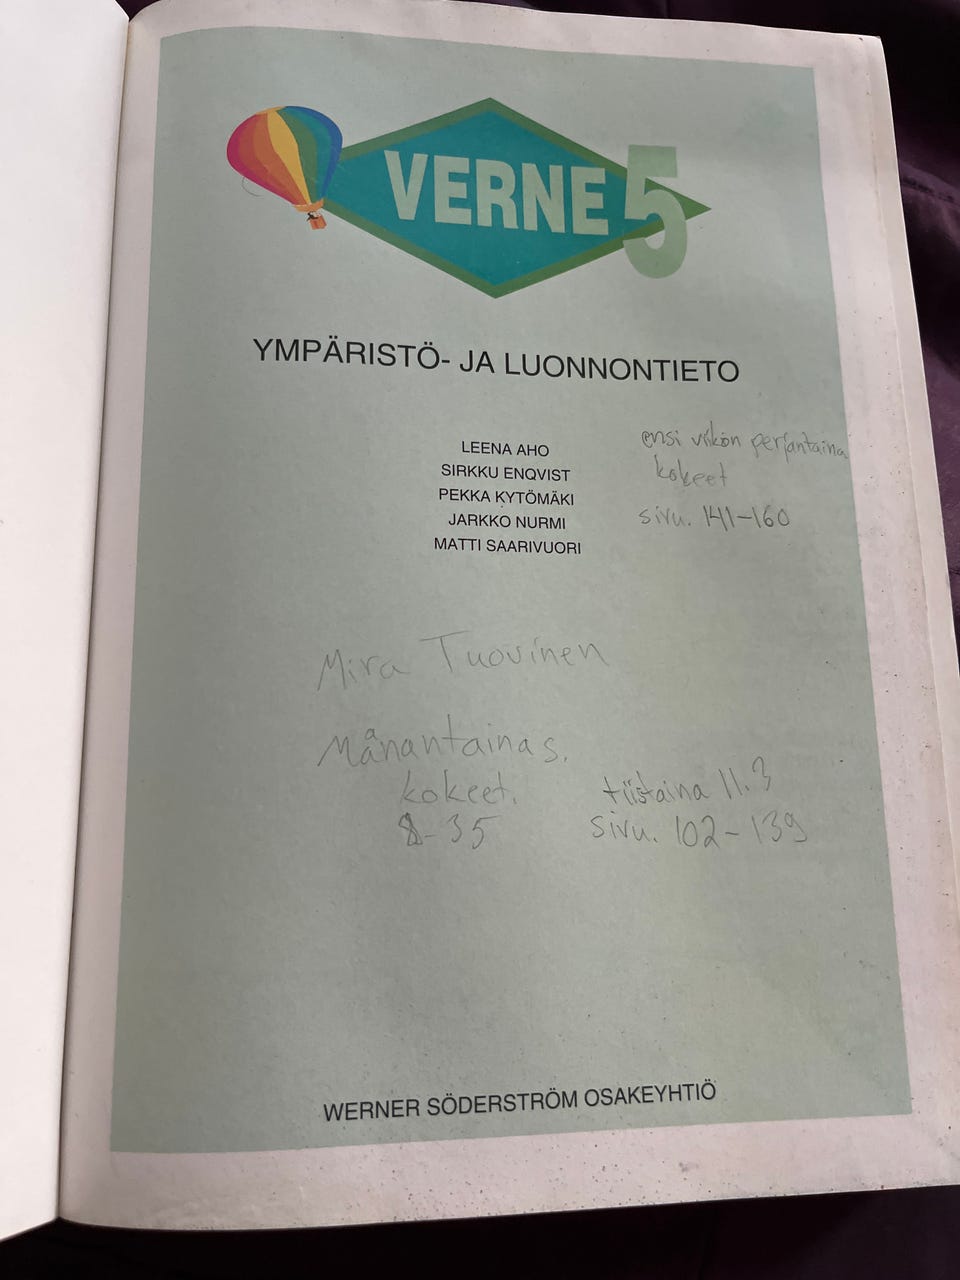 VERNE 5
YMPÄRISTÖ- JA LUONNONTIETO
LEENA AHO
SIRKKU ENQVIST
PEKKA KYTÖMÄKI
JARKKO NURMI
MATTI SAARIVUORI
ensi viikon perjantaina
kokeet
sivu. 141-160
Mira Tuovinen
Månantaina s.
kokeet.
8-35
tiistaina 11.3
sivu. 102-139
WERNER SÖDERSTRÖM OSAKEYHTIÖ